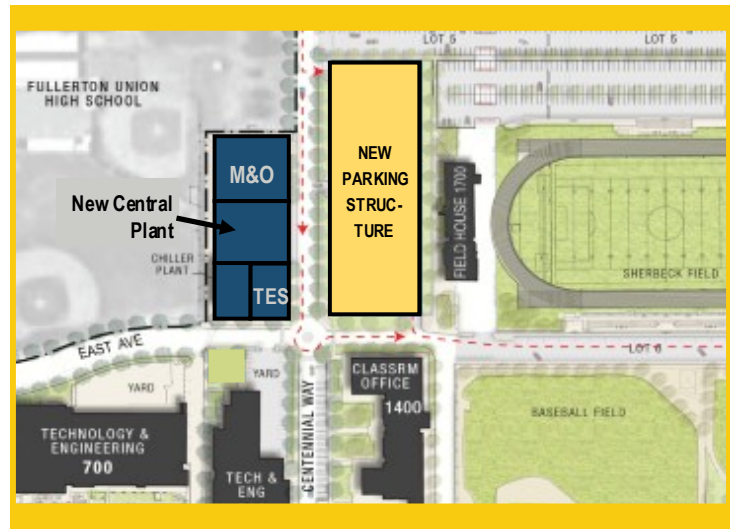 LOT 5
LOT 5
FULLERTON UNION
HIGH SCHOOL
M&O
NEW
PARKING
STRUC-
TURE
New Central
Plant
FIELD HOUSE 1700
CHILLER
PLANT
TES
SHERBECK FIELD
EAST AVE
LOT 6
YARD
YARD
CLASSRM
OFFICE
1400
CENTENNIAL WAY
BASEBALL FIELD
TECHNOLOGY &
ENGINEERING
700
TECH &
ENG